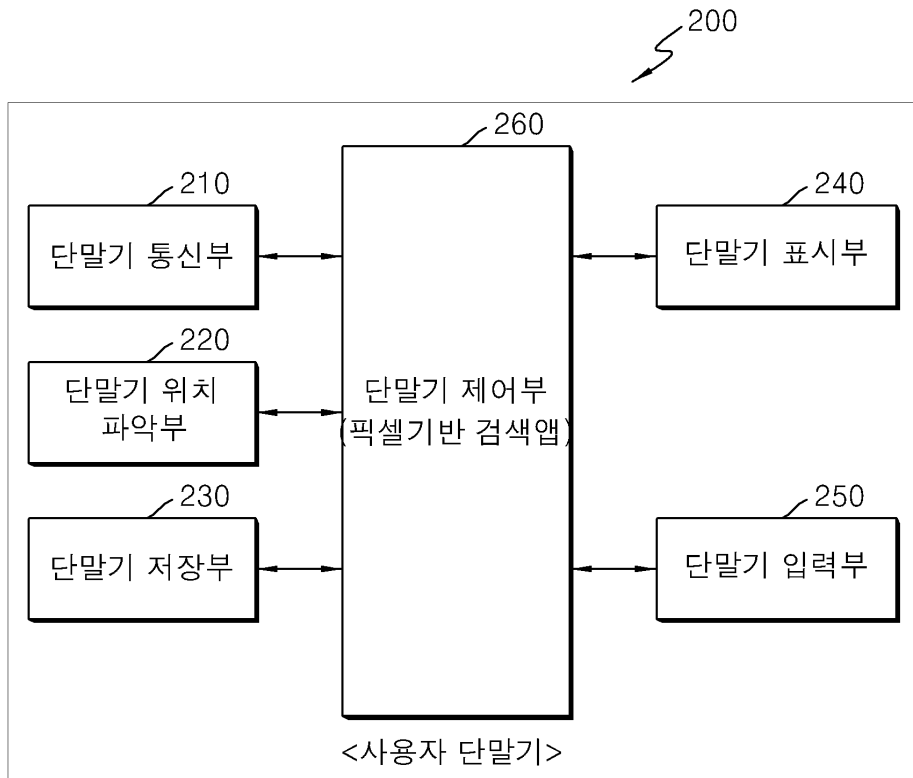 200
260
210
단말기 통신부
240
단말기 표시부
220
단말기 위치
파악부
단말기 제어부
(픽셀기반 검색앱)
230
단말기 저장부
250
단말기 입력부
<사용자 단말기>